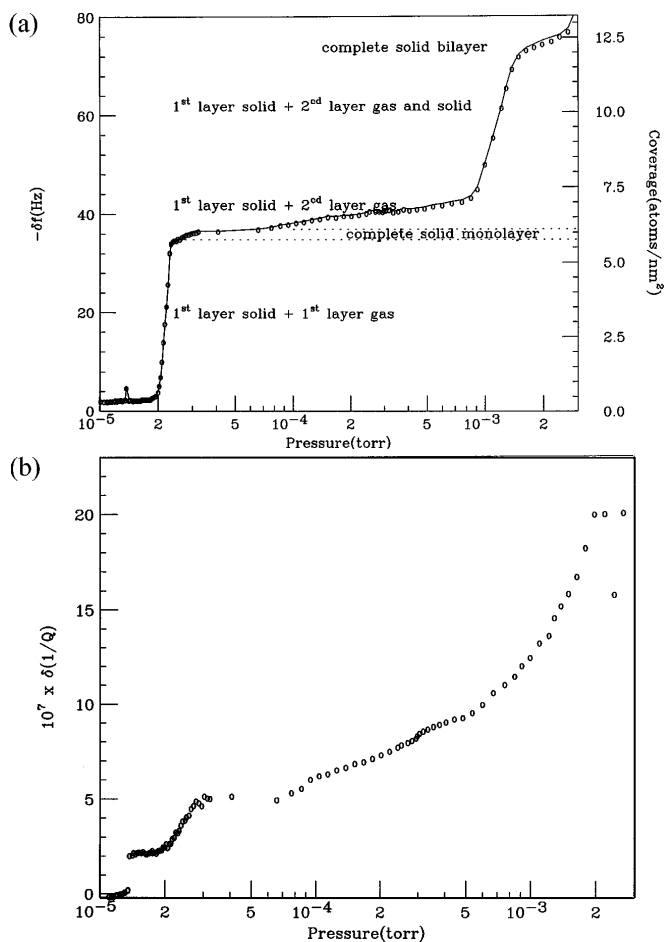 (a)
80
60
40
20
0
−δf(Hz)
complete solid bilayer
1st layer solid + 2cd layer gas and solid
1st layer solid + 2cd layer gas
complete solid monolayer
1st layer solid + 1st layer gas
12.5
10.0
7.5
5.0
2.5
0.0
Coverage(atoms/nm²)
10⁻⁵ 2 5 10⁻⁴ 2 5 10⁻³ 2
Pressure(torr)
(b)
20
15
10
5
0
10⁷ x δ(1/Q)
10⁻⁵ 2 5 10⁻⁴ 2 5 10⁻³ 2
Pressure(torr)